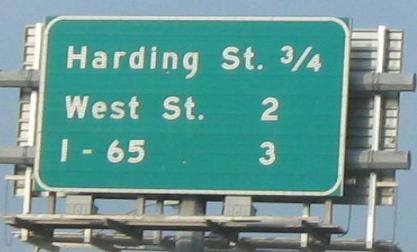 Harding St. 3/4
West St. 2
I - 65 3